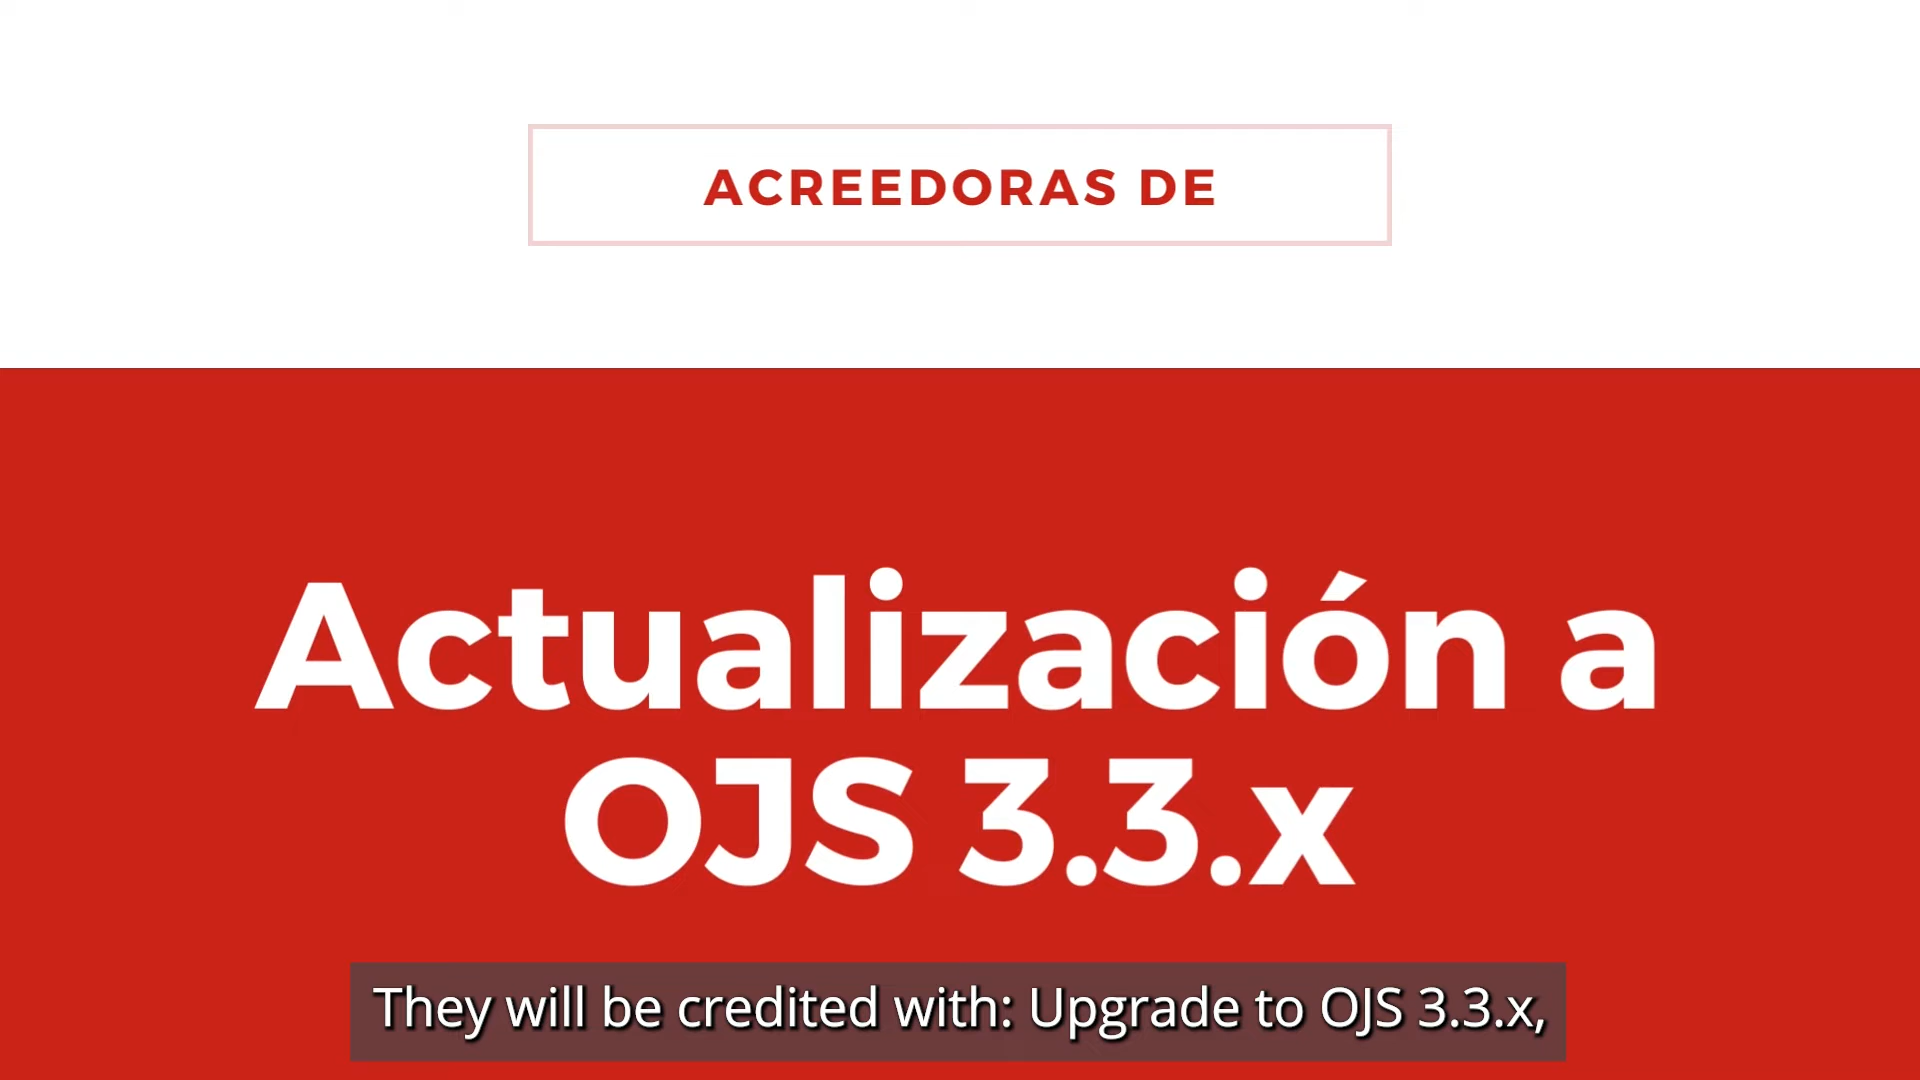 ACREEDORAS DE
Actualización a
OJS 3.3.x
They will be credited with: Upgrade to OJS 3.3.x,